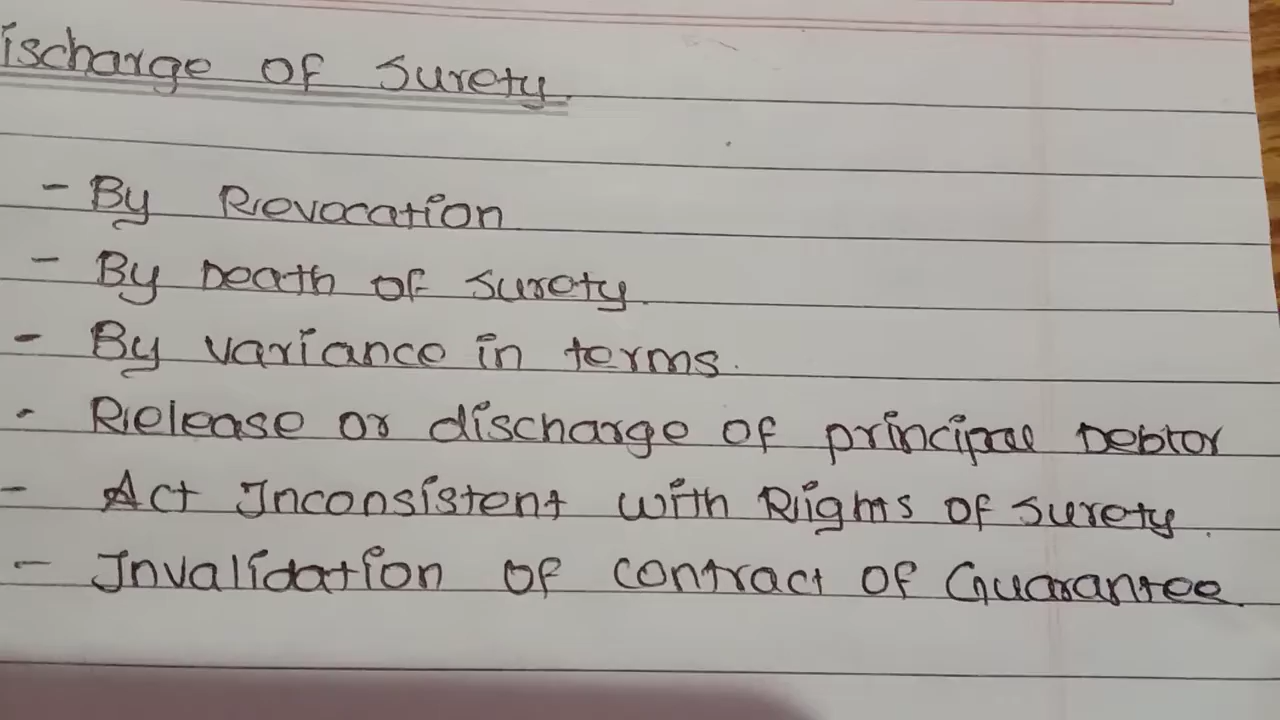 ischarge of Surety
- By Revocation
- By Death of Surety.
- By variance in terms.
- Release or discharge of principal Debtor
- Act Inconsistent with Rights of Surety.
- Invalidation of contract of Guarantee.